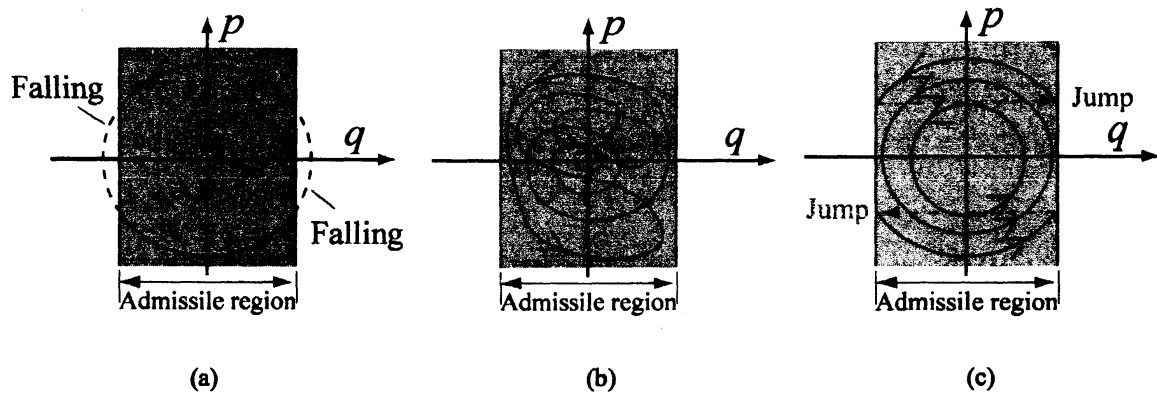 p
Falling
q
Falling
Admissile region
(a)
p
q
Admissile region
(b)
p
Jump
q
Jump
Admissile region
(c)